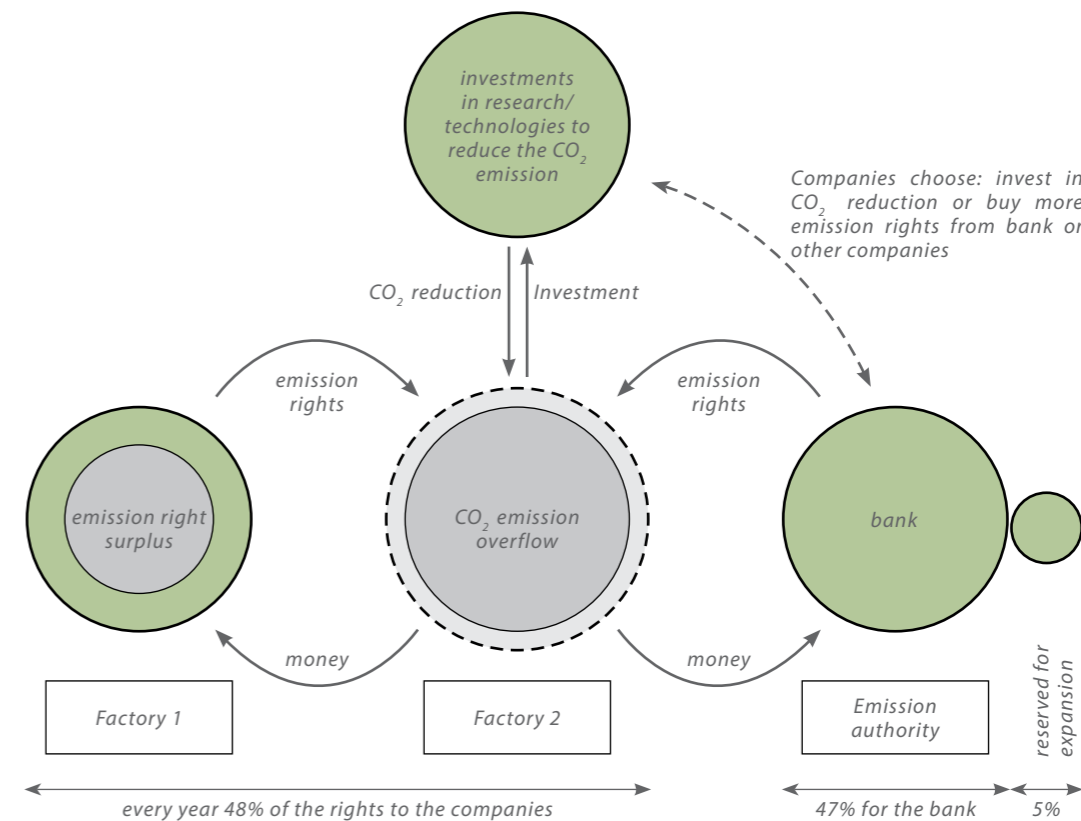 investments
in research/
technologies to
reduce the CO₂
emission
Companies choose: invest in
CO₂ reduction or buy more
emission rights from bank or
other companies
CO₂ reduction
Investment
emission
rights
emission
rights
emission right
surplus
CO₂ emission
overflow
bank
money
money
reserved for
expansion
Factory 1
Factory 2
Emission
authority
every year 48% of the rights to the companies
47% for the bank
5%